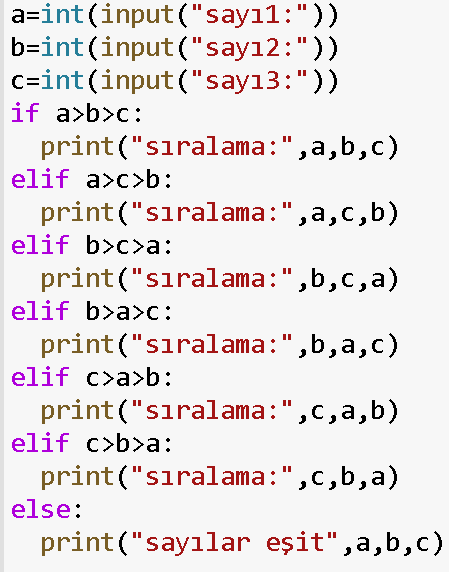 a=int(input("sayı1:"))
b=int(input("sayı2:"))
c=int(input("sayı3:"))
if a>b>c:
  print("sıralama:",a,b,c)
elif a>c>b:
  print("sıralama:",a,c,b)
elif b>c>a:
  print("sıralama:",b,c,a)
elif b>a>c:
  print("sıralama:",b,a,c)
elif c>a>b:
  print("sıralama:",c,a,b)
elif c>b>a:
  print("sıralama:",c,b,a)
else:
  print("sayılar eşit",a,b,c)